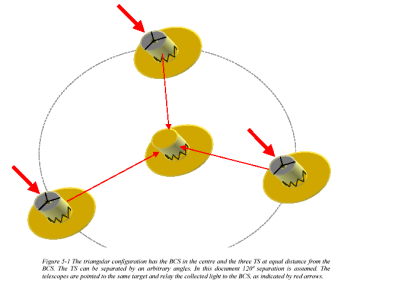 Figure 5-1 The triangular configuration has the BCS in the centre and the three TS at equal distance from the
BCS. The TS can be separated by an arbitrary angles. In this document 120° separation is assumed. The
telescopes are pointed to the same target and relay the collected light to the BCS, as indicated by red arrows.